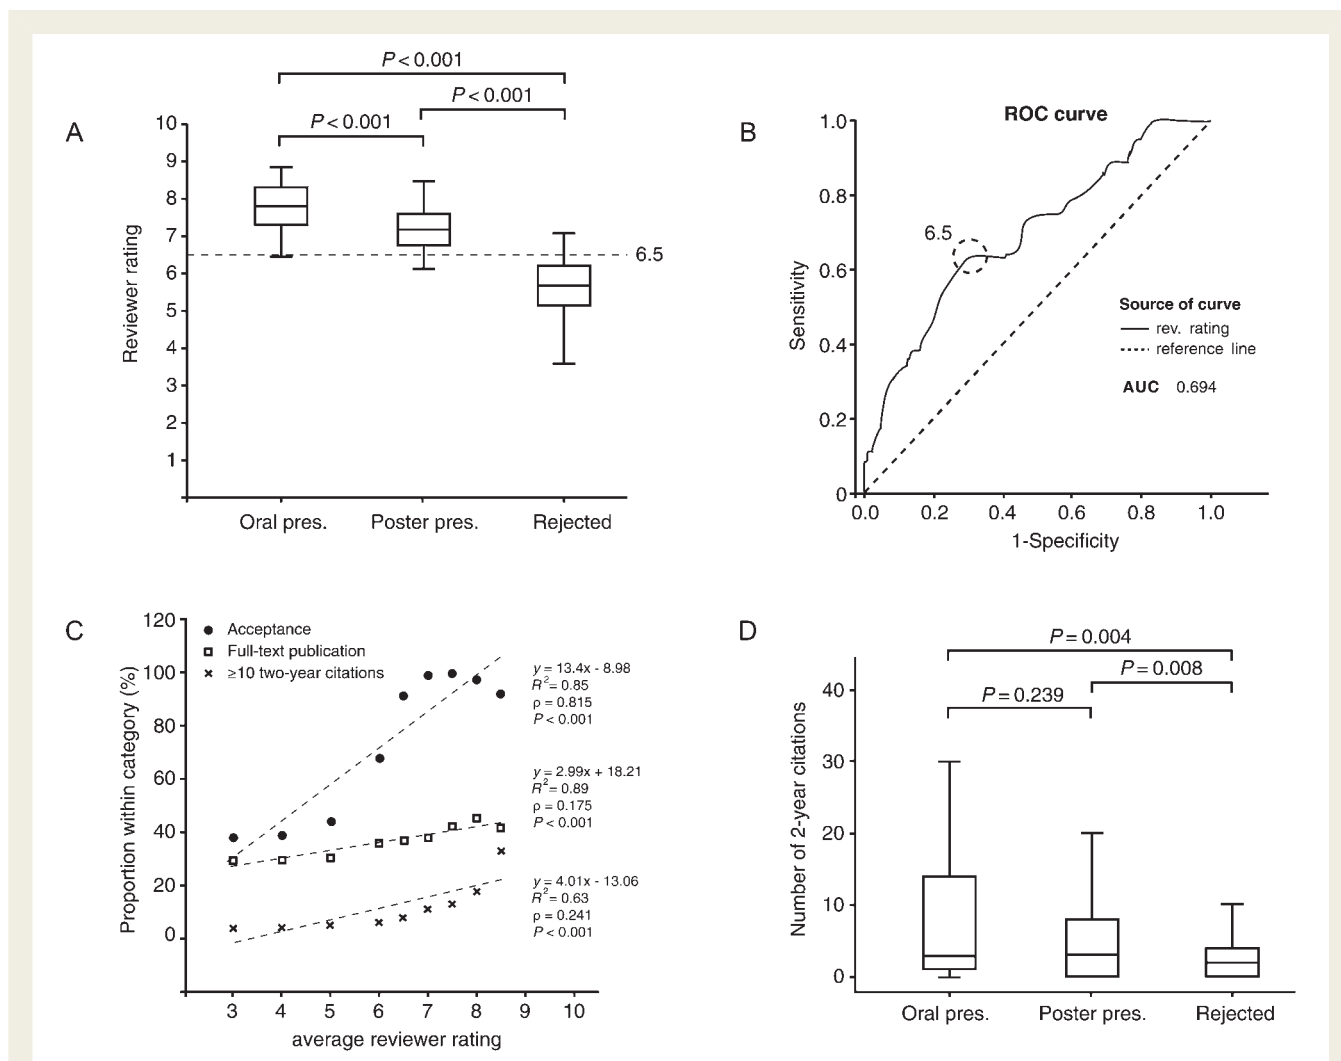 A
P < 0.001
P < 0.001
P < 0.001
10
9
8
7
6
5
4
3
2
1
Reviewer rating
6.5
Oral pres. Poster pres. Rejected
B
ROC curve
1.0
0.8
0.6
0.4
0.2
0
Sensitivity
6.5
Source of curve
rev. rating
reference line
AUC 0.694
0.0 0.2 0.4 0.6 0.8 1.0
1-Specificity
C
120
100
80
60
40
20
0
Proportion within category (%)
Acceptance
Full-text publication
≥10 two-year citations
y = 13.4x - 8.98
R² = 0.85
ρ = 0.815
P < 0.001
y = 2.99x + 18.21
R² = 0.89
ρ = 0.175
P < 0.001
y = 4.01x - 13.06
R² = 0.63
ρ = 0.241
P < 0.001
3 4 5 6 7 8 9 10
average reviewer rating
D
P = 0.004
P = 0.008
P = 0.239
40
30
20
10
0
Number of 2-year citations
Oral pres. Poster pres. Rejected